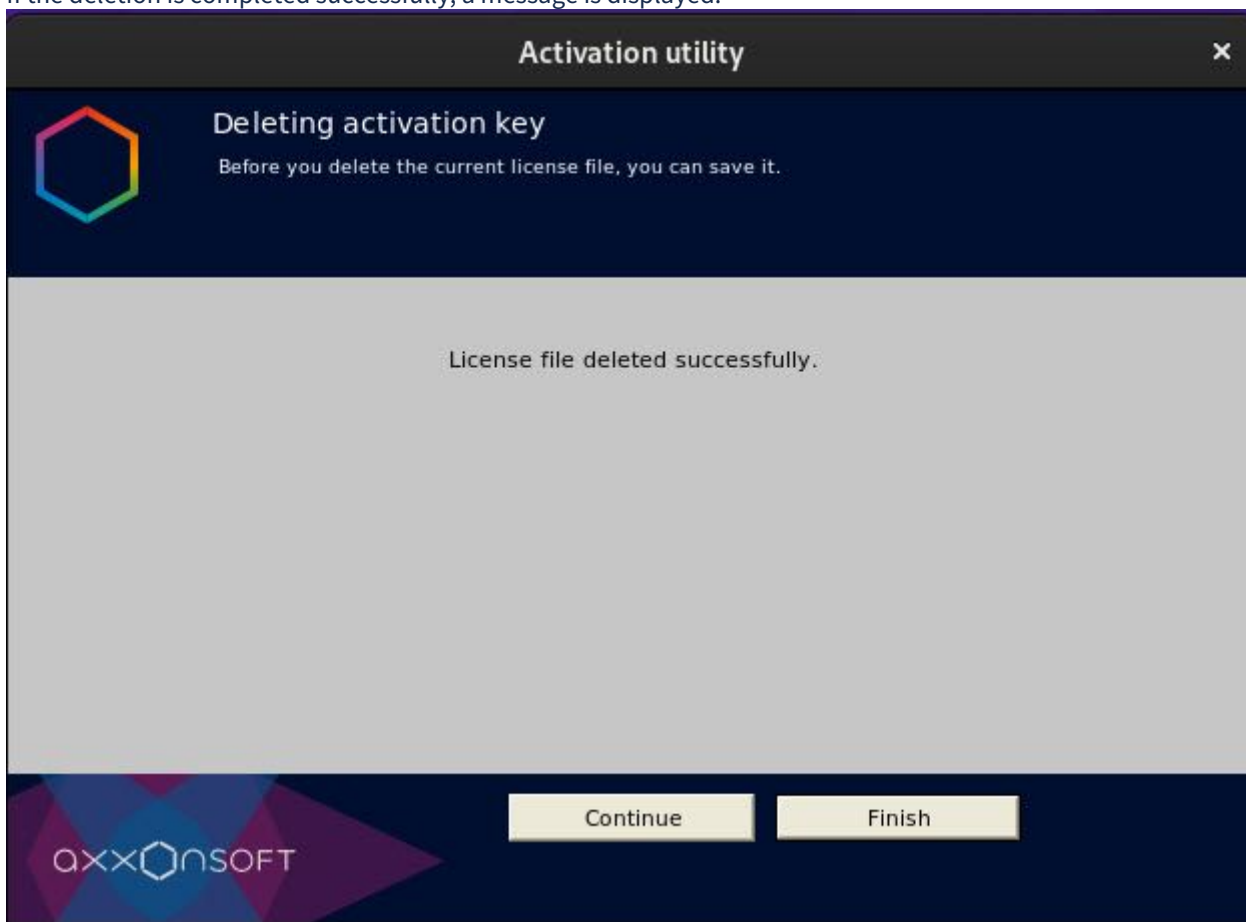 If the deletion is completed successfully, a message is displayed.
Activation utility ×
Deleting activation key
Before you delete the current license file, you can save it.
License file deleted successfully.
Continue Finish
axxonsoft